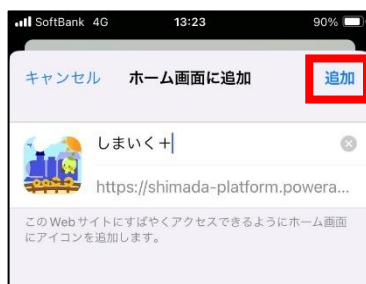 SoftBank 4G 13:23 90%
キャンセル ホーム画面に追加 追加
しまいく+
https://shimada-platform.powera...
このWebサイトにすばやくアクセスできるようにホーム画面
にアイコンを追加します。